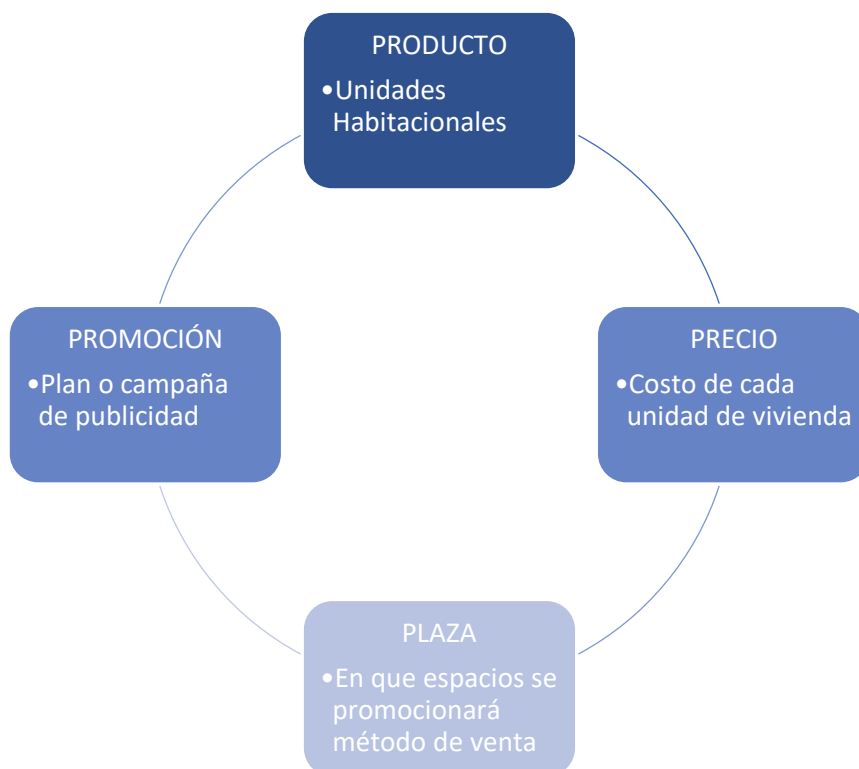 PRODUCTO
•Unidades
Habitacionales
PROMOCIÓN
•Plan o campaña
de publicidad
PRECIO
•Costo de cada
unidad de vivienda
PLAZA
•En que espacios se
promocionará
método de venta